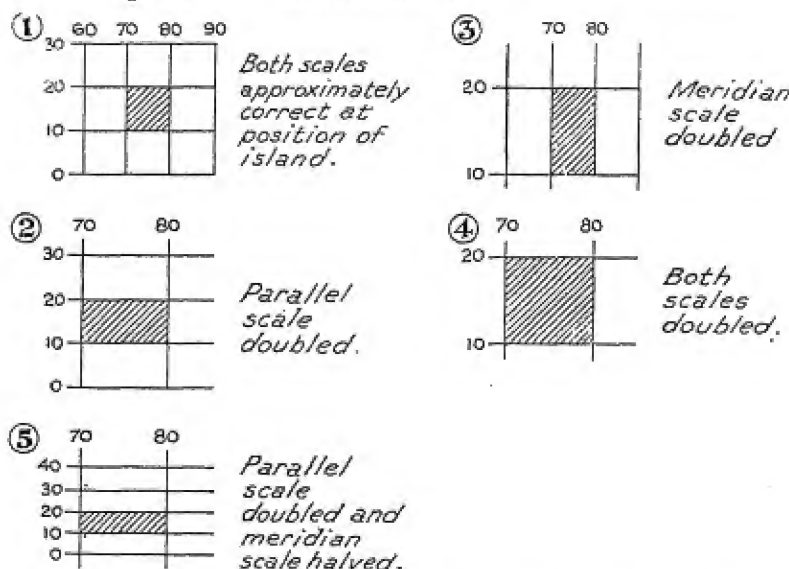 ①
60 70 80 90
30
20
10
0
Both scales
approximately
correct at
position of
island.
②
70 80
30
20
10
0
Parallel
scale
doubled.
③
70 80
20
10
Meridian
scale
doubled
④
70 80
20
10
Both
scales
doubled.
⑤
70 80
40
30
20
10
0
Parallel
scale
doubled and
meridian
scale halved.